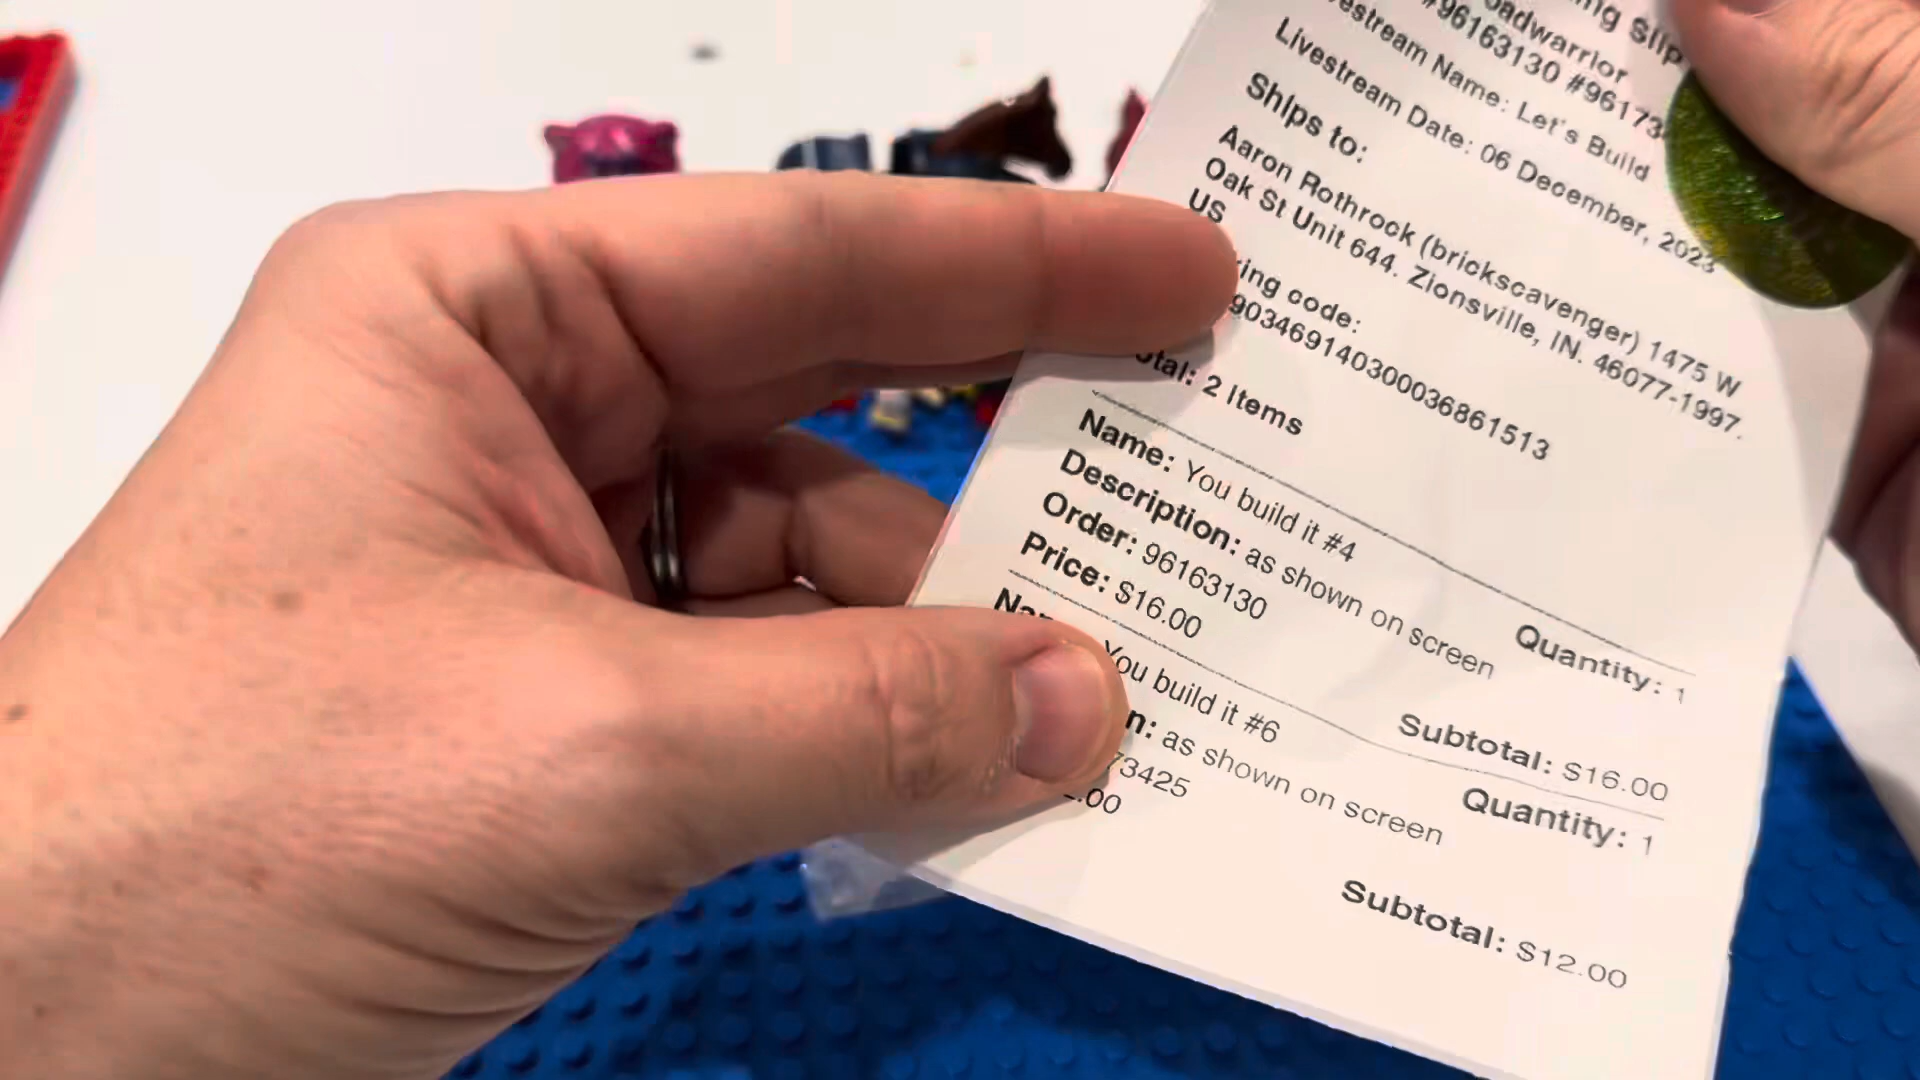 Slip
#96163130
Livestream Name: Let's Build
Livestream Date: 06 December, 2023
Ships to:
Aaron Rothrock (brickscavenger) 1475 W
Oak St Unit 644. Zionsville, IN. 46077-1997.
US
code:
903469140300036861513
2 Items
Name: You build it #4
Quantity: 1
Description: as shown on screen
Order: 96163130
Price: $16.00
Subtotal: $16.00
You build it #6
Quantity: 1
as shown on screen
73425
.00
Subtotal: $12.00